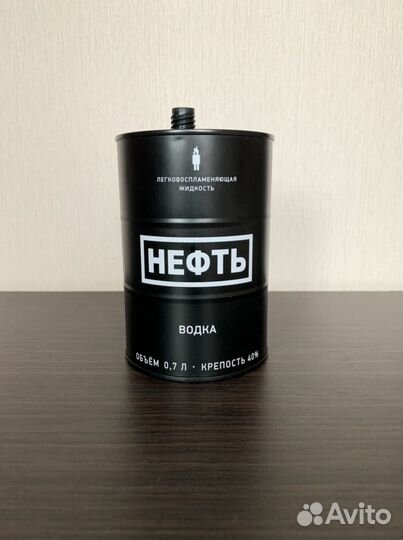 ЛЕГКОВОСПЛАМЕНЯЮЩАЯ
ЖИДКОСТЬ
НЕФТЬ
ВОДКА
ОБЪЁМ 0,7 Л · КРЕПОСТЬ 40%
Avito